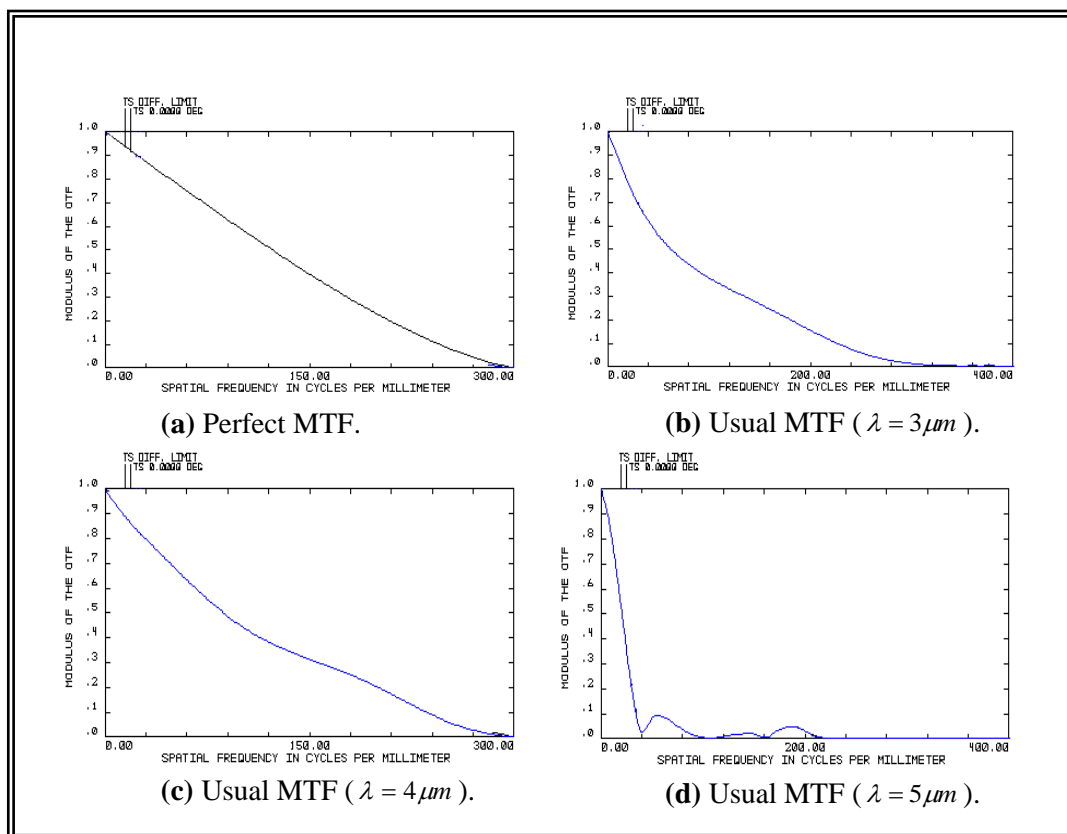 TS DIFF. LIMIT
TS 0.0000 DEG
1.0
.9
.8
.7
.6
.5
.4
.3
.2
.1
.0
MODULUS OF THE OTF
0.00 150.00 300.00
SPATIAL FREQUENCY IN CYCLES PER MILLIMETER
(a) Perfect MTF.
TS DIFF. LIMIT
TS 0.0000 DEG
1.0
.9
.8
.7
.6
.5
.4
.3
.2
.1
.0
MODULUS OF THE OTF
0.00 200.00 400.00
SPATIAL FREQUENCY IN CYCLES PER MILLIMETER
(b) Usual MTF ( λ = 3μm ).
TS DIFF. LIMIT
TS 0.0000 DEG
1.0
.9
.8
.7
.6
.5
.4
.3
.2
.1
.0
MODULUS OF THE OTF
0.00 150.00 300.00
SPATIAL FREQUENCY IN CYCLES PER MILLIMETER
(c) Usual MTF ( λ = 4μm ).
TS DIFF. LIMIT
TS 0.0000 DEG
1.0
.9
.8
.7
.6
.5
.4
.3
.2
.1
.0
MODULUS OF THE OTF
0.00 200.00 400.00
SPATIAL FREQUENCY IN CYCLES PER MILLIMETER
(d) Usual MTF ( λ = 5μm ).